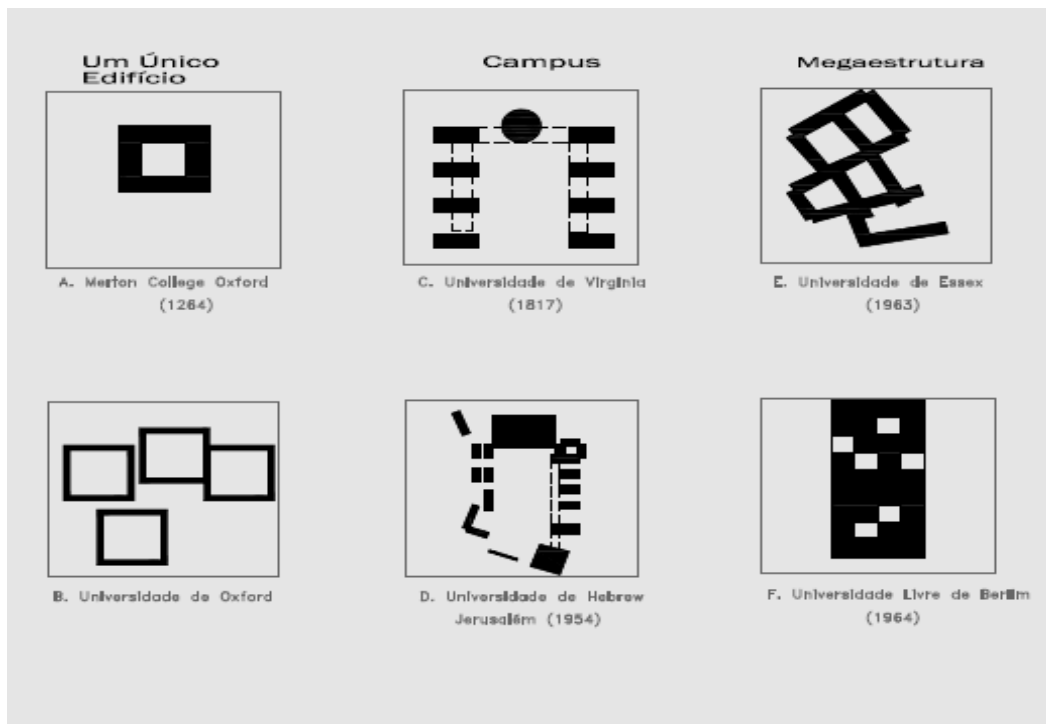 Um Único
Edifício
Campus
Megaestrutura
A. Merton College Oxford
(1264)
C. Universidade de Virginia
(1817)
E. Universidade de Essex
(1963)
B. Universidade de Oxford
D. Universidade de Hebrew
Jerusalém (1954)
F. Universidade Livre de Berlim
(1964)